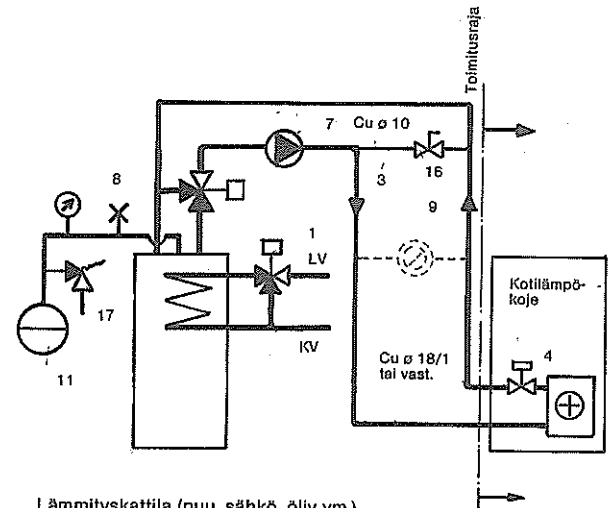 Toimitusraja
7
Cu ø 10
8
3
16
9
1
LV
17
KV
11
Kotilämpö-
koje
4
Cu ø 18/1
tai vast.
Lämmityskattila (puu, sähkö, öljy ym.)